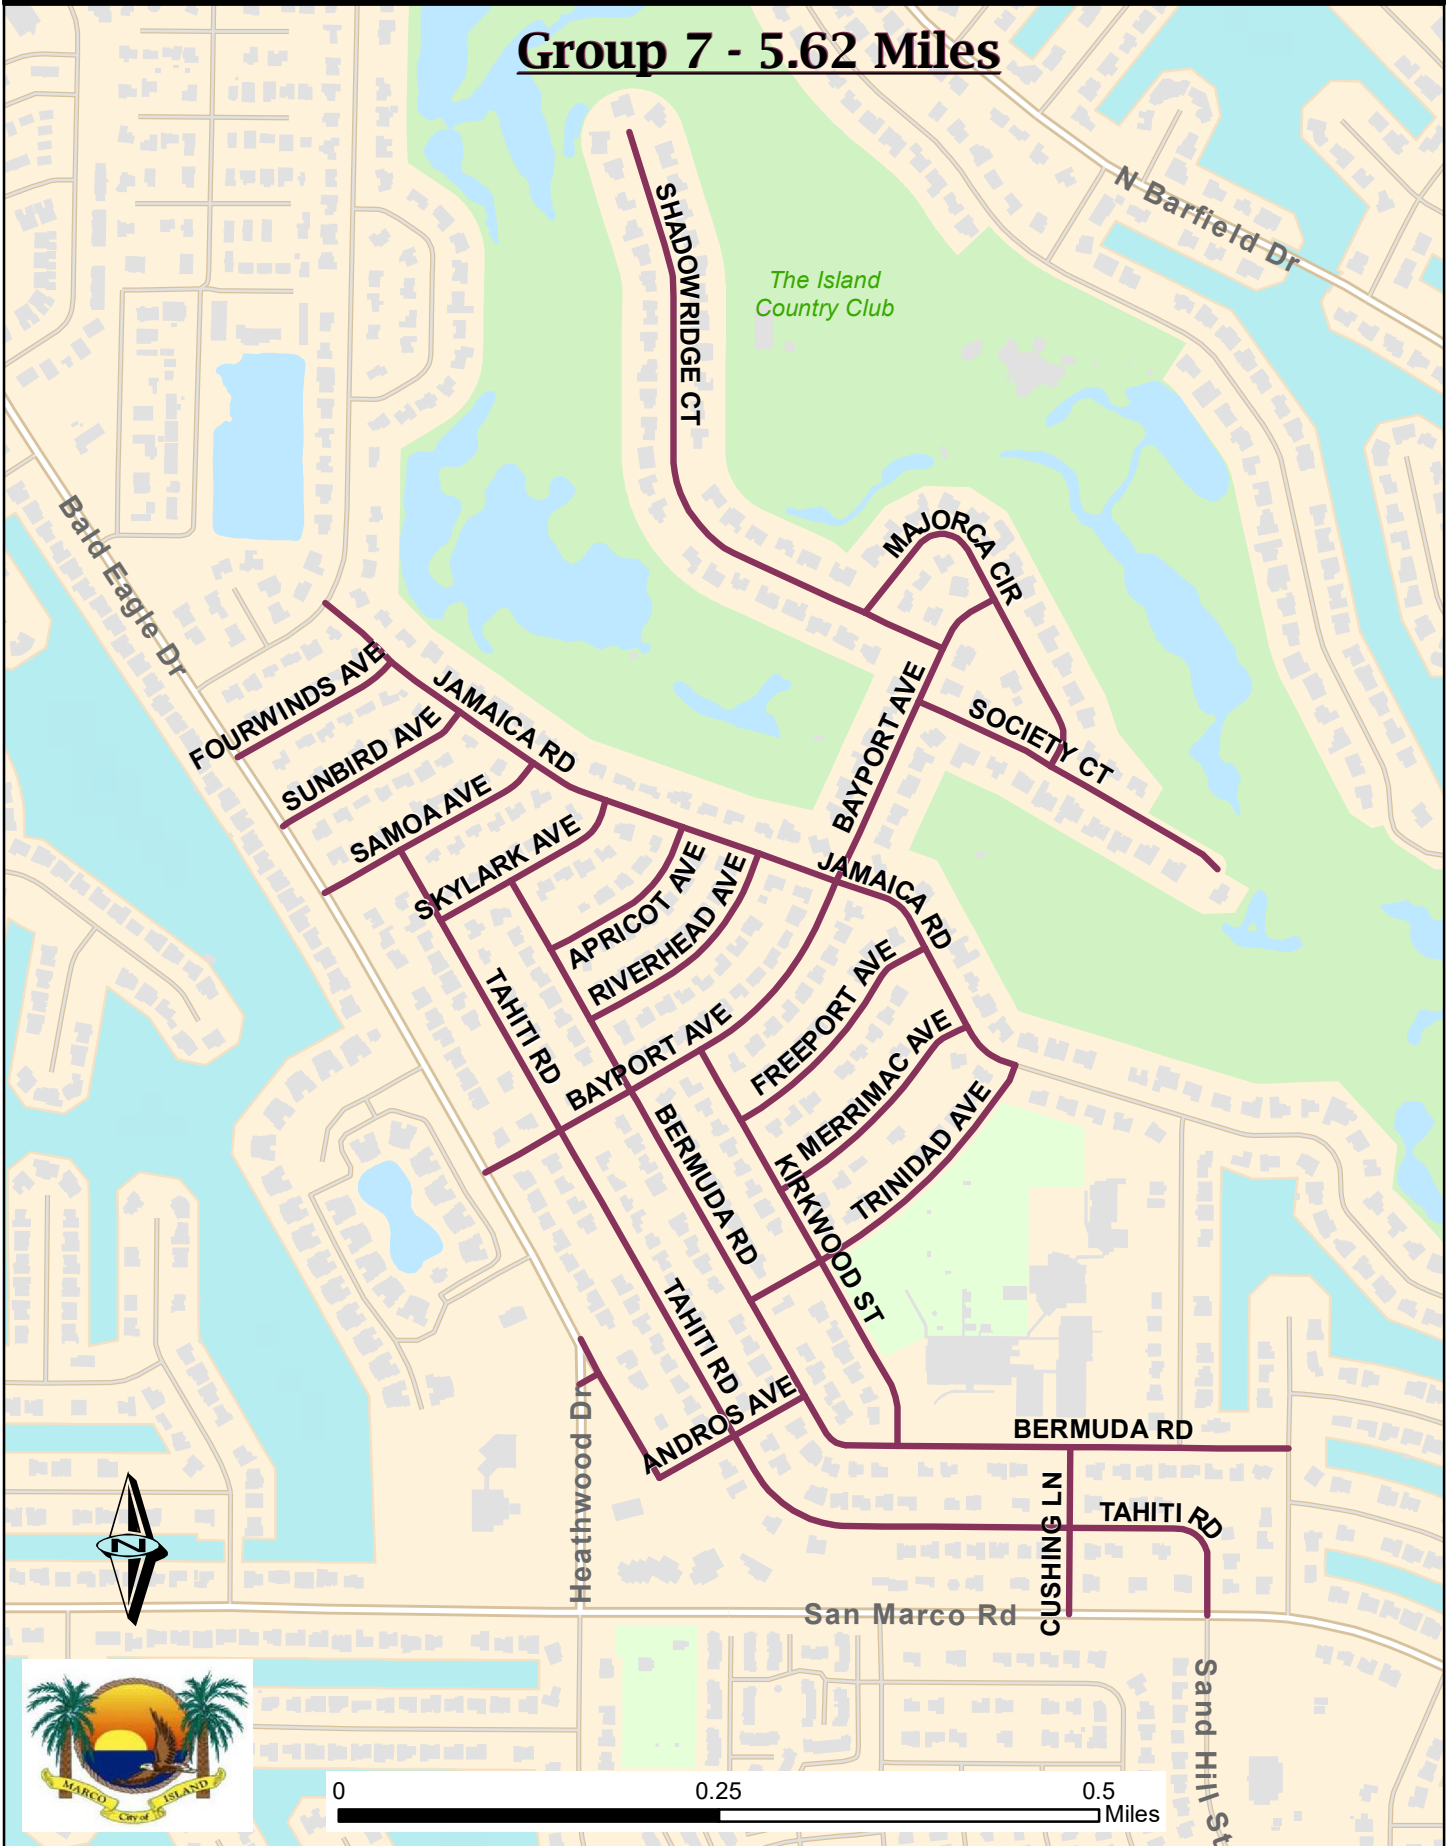 Group 7 - 5.62 Miles
N Barfield Dr
SHADOWRIDGE CT
The Island
Country Club
MAJORCA CIR
Bald Eagle Dr
FOURWINDS AVE
JAMAICA RD
SUNBIRD AVE
BAYPORT AVE
SOCIETY CT
SAMOA AVE
SKYLARK AVE
APRICOT AVE
RIVERHEAD AVE
JAMAICA RD
TAHITI RD
FREEPORT AVE
BAYPORT AVE
MERRIMAC AVE
TRINIDAD AVE
BERMUDA RD
KIRKWOOD ST
TAHITI RD
ANDROS AVE
Heathwood Dr
BERMUDA RD
CUSHING LN
TAHITI RD
N
San Marco Rd
Sand Hill St
MARCO
City of
ISLAND
0
0.25
0.5
Miles